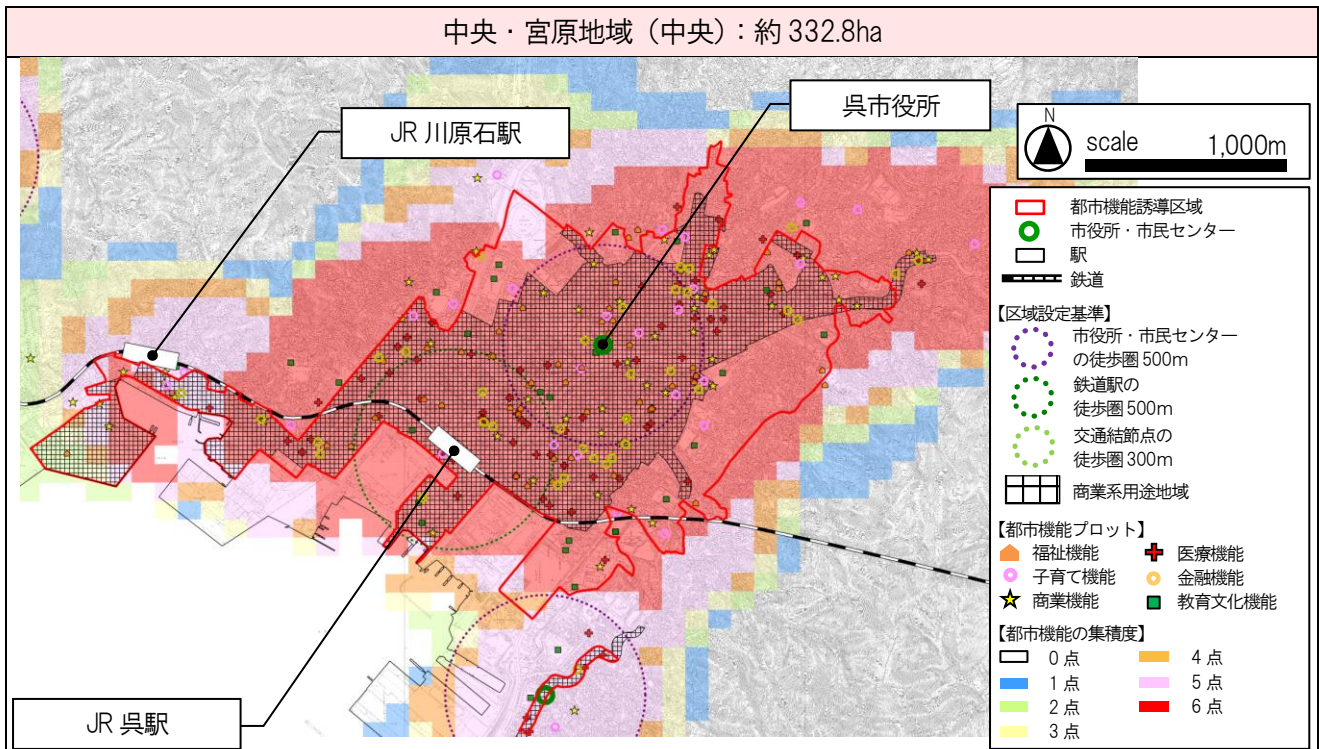 中央・宮原地域（中央）：約 332.8ha
JR 川原石駅
呉市役所
N
scale 1,000m
都市機能誘導区域
市役所・市民センター
駅
鉄道
【区域設定基準】
市役所・市民センター
の徒歩圏 500m
鉄道駅の
徒歩圏 500m
交通結節点の
徒歩圏 300m
商業系用途地域
【都市機能プロット】
福祉機能 医療機能
子育て機能 金融機能
商業機能 教育文化機能
【都市機能の集積度】
0 点 4 点
1 点 5 点
2 点 6 点
3 点
JR 呉駅